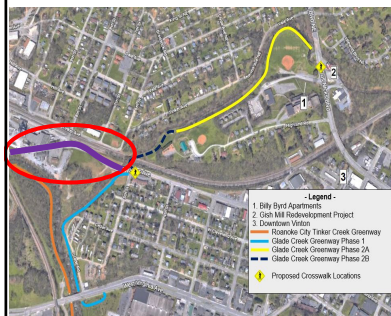 1
2
3
- Legend -
1. Billy Byrd Apartments
2. Gish Mill Redevelopment Project
3. Downtown Vinton
Roanoke City Tinker Creek Greenway
Glade Creek Greenway Phase 1
Glade Creek Greenway Phase 2A
Glade Creek Greenway Phase 2B
Proposed Crosswalk Locations